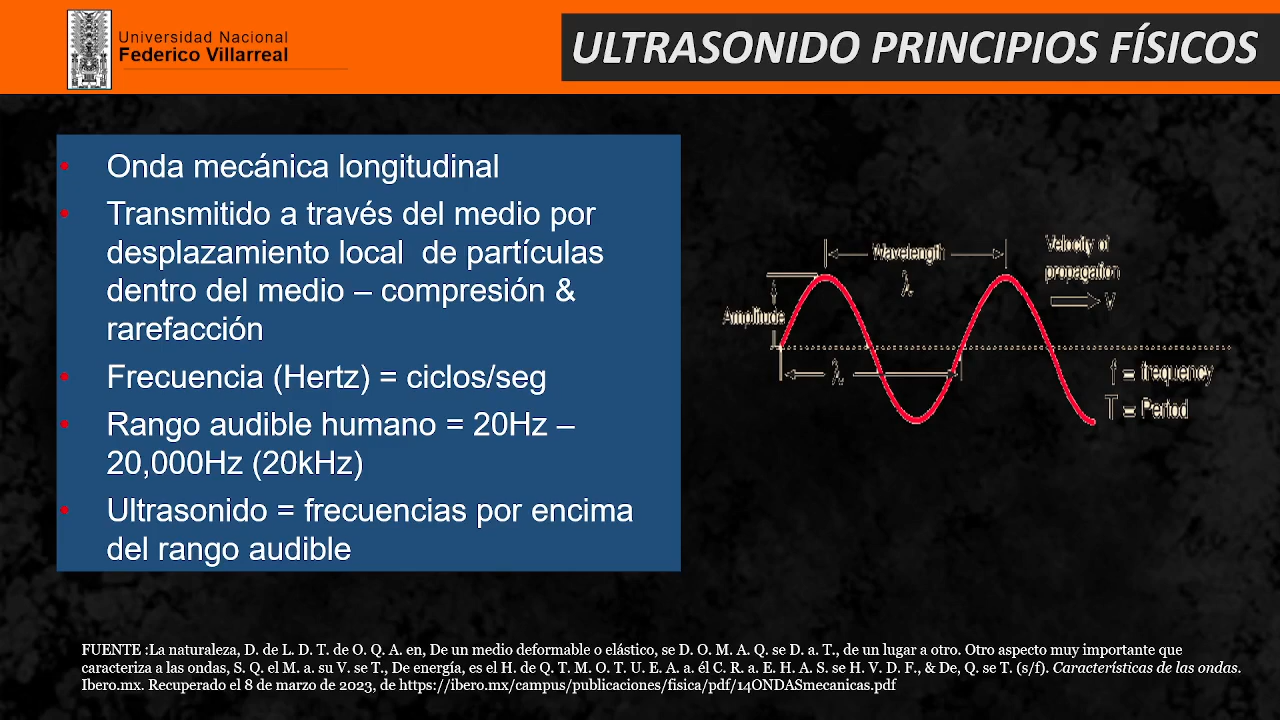 Universidad Nacional
Federico Villarreal
ULTRASONIDO PRINCIPIOS FÍSICOS
• Onda mecánica longitudinal
• Transmitido a través del medio por
desplazamiento local de partículas
dentro del medio – compresión &
rarefacción
• Frecuencia (Hertz) = ciclos/seg
• Rango audible humano = 20Hz –
20,000Hz (20kHz)
• Ultrasonido = frecuencias por encima
del rango audible
Wavelength
λ
Velocity of
propagation
V
Amplitude
λ
f = frequency
T = Period
FUENTE :La naturaleza, D. de L. D. T. de O. Q. A. en, De un medio deformable o elástico, se D. O. M. A. Q. se D. a. T., de un lugar a otro. Otro aspecto muy importante que
caracteriza a las ondas, S. Q. el M. a. su V. se T., De energía, es el H. de Q. T. M. O. T. U. E. A. a. él C. R. a. E. H. A. S. se H. V. D. F., & De, Q. se T. (s/f). Características de las ondas.
Ibero.mx. Recuperado el 8 de marzo de 2023, de https://ibero.mx/campus/publicaciones/fisica/pdf/14ONDASmecanicas.pdf